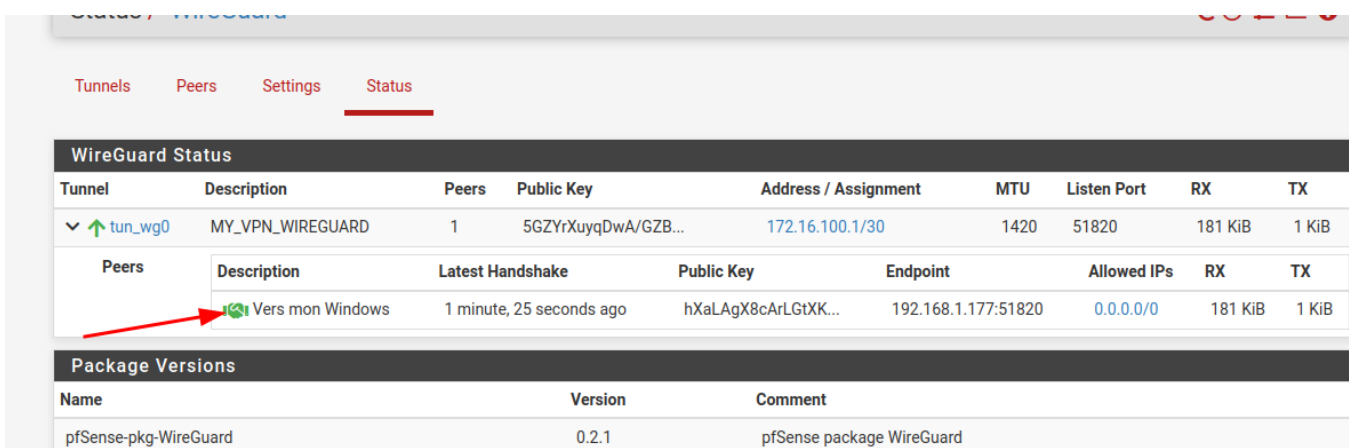 Status / WireGuard
Tunnels Peers Settings Status
WireGuard Status
Tunnel Description Peers Public Key Address / Assignment MTU Listen Port RX TX
tun_wg0 MY_VPN_WIREGUARD 1 5GZYrXuyqDwA/GZB... 172.16.100.1/30 1420 51820 181 KiB 1 KiB
Peers Description Latest Handshake Public Key Endpoint Allowed IPs RX TX
Vers mon Windows 1 minute, 25 seconds ago hXaLAgX8cArLGtXK... 192.168.1.177:51820 0.0.0.0/0 181 KiB 1 KiB
Package Versions
Name Version Comment
pfSense-pkg-WireGuard 0.2.1 pfSense package WireGuard